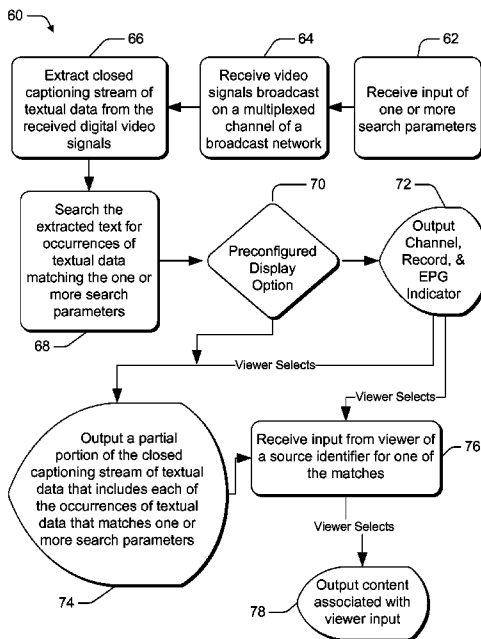 60
66
64
62
Extract closed
captioning stream of
textual data from the
received digital video
signals
Receive video
signals broadcast
on a multiplexed
channel of a
broadcast network
Receive
input of
one or more
search parameters
70
72
Search the
extracted text for
occurrences of
textual data
matching the one or
more search
parameters
68
Preconfigured
Display
Option
Output
Channel,
Record, &
EPG
Indicator
Viewer Selects
Viewer Selects
Output a partial
portion of the closed
captioning stream of textual
data that includes each of
the occurrences of textual
data that matches one or
more search parameters
74
Receive input from viewer of
a source identifier for one of
the matches
76
Viewer Selects
Output content
associated with
viewer input
78